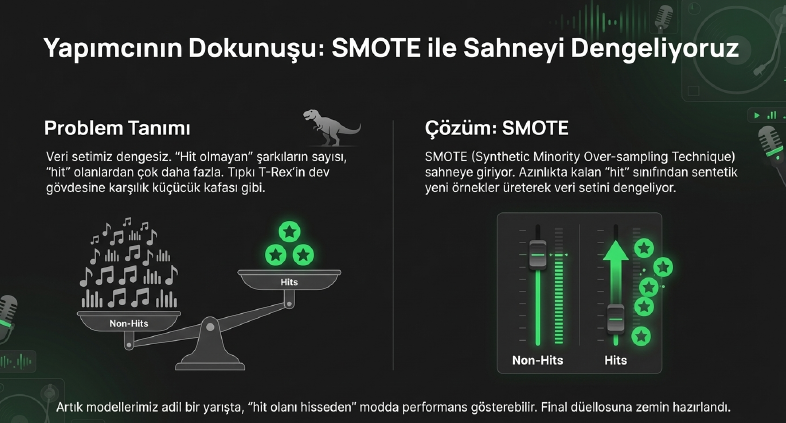 Yapımcının Dokunuşu: SMOTE ile Sahneyi Dengeliyoruz
Problem Tanımı
Veri setimiz dengesiz. "Hit olmayan" şarkıların sayısı,
"hit" olanlardan çok daha fazla. Tıpkı T-Rex'in dev
gövdesine karşılık küçücük kafası gibi.
Non-Hits
Hits
Çözüm: SMOTE
SMOTE (Synthetic Minority Over-sampling Technique)
sahneye giriyor. Azınlıkta kalan "hit" sınıfından sentetik
yeni örnekler üreterek veri setini dengeliyor.
Non-Hits
Hits
Artık modellerimiz adil bir yarışta, "hit olanı hisseden" modda performans gösterebilir. Final düellosuna zemin hazırlandı.